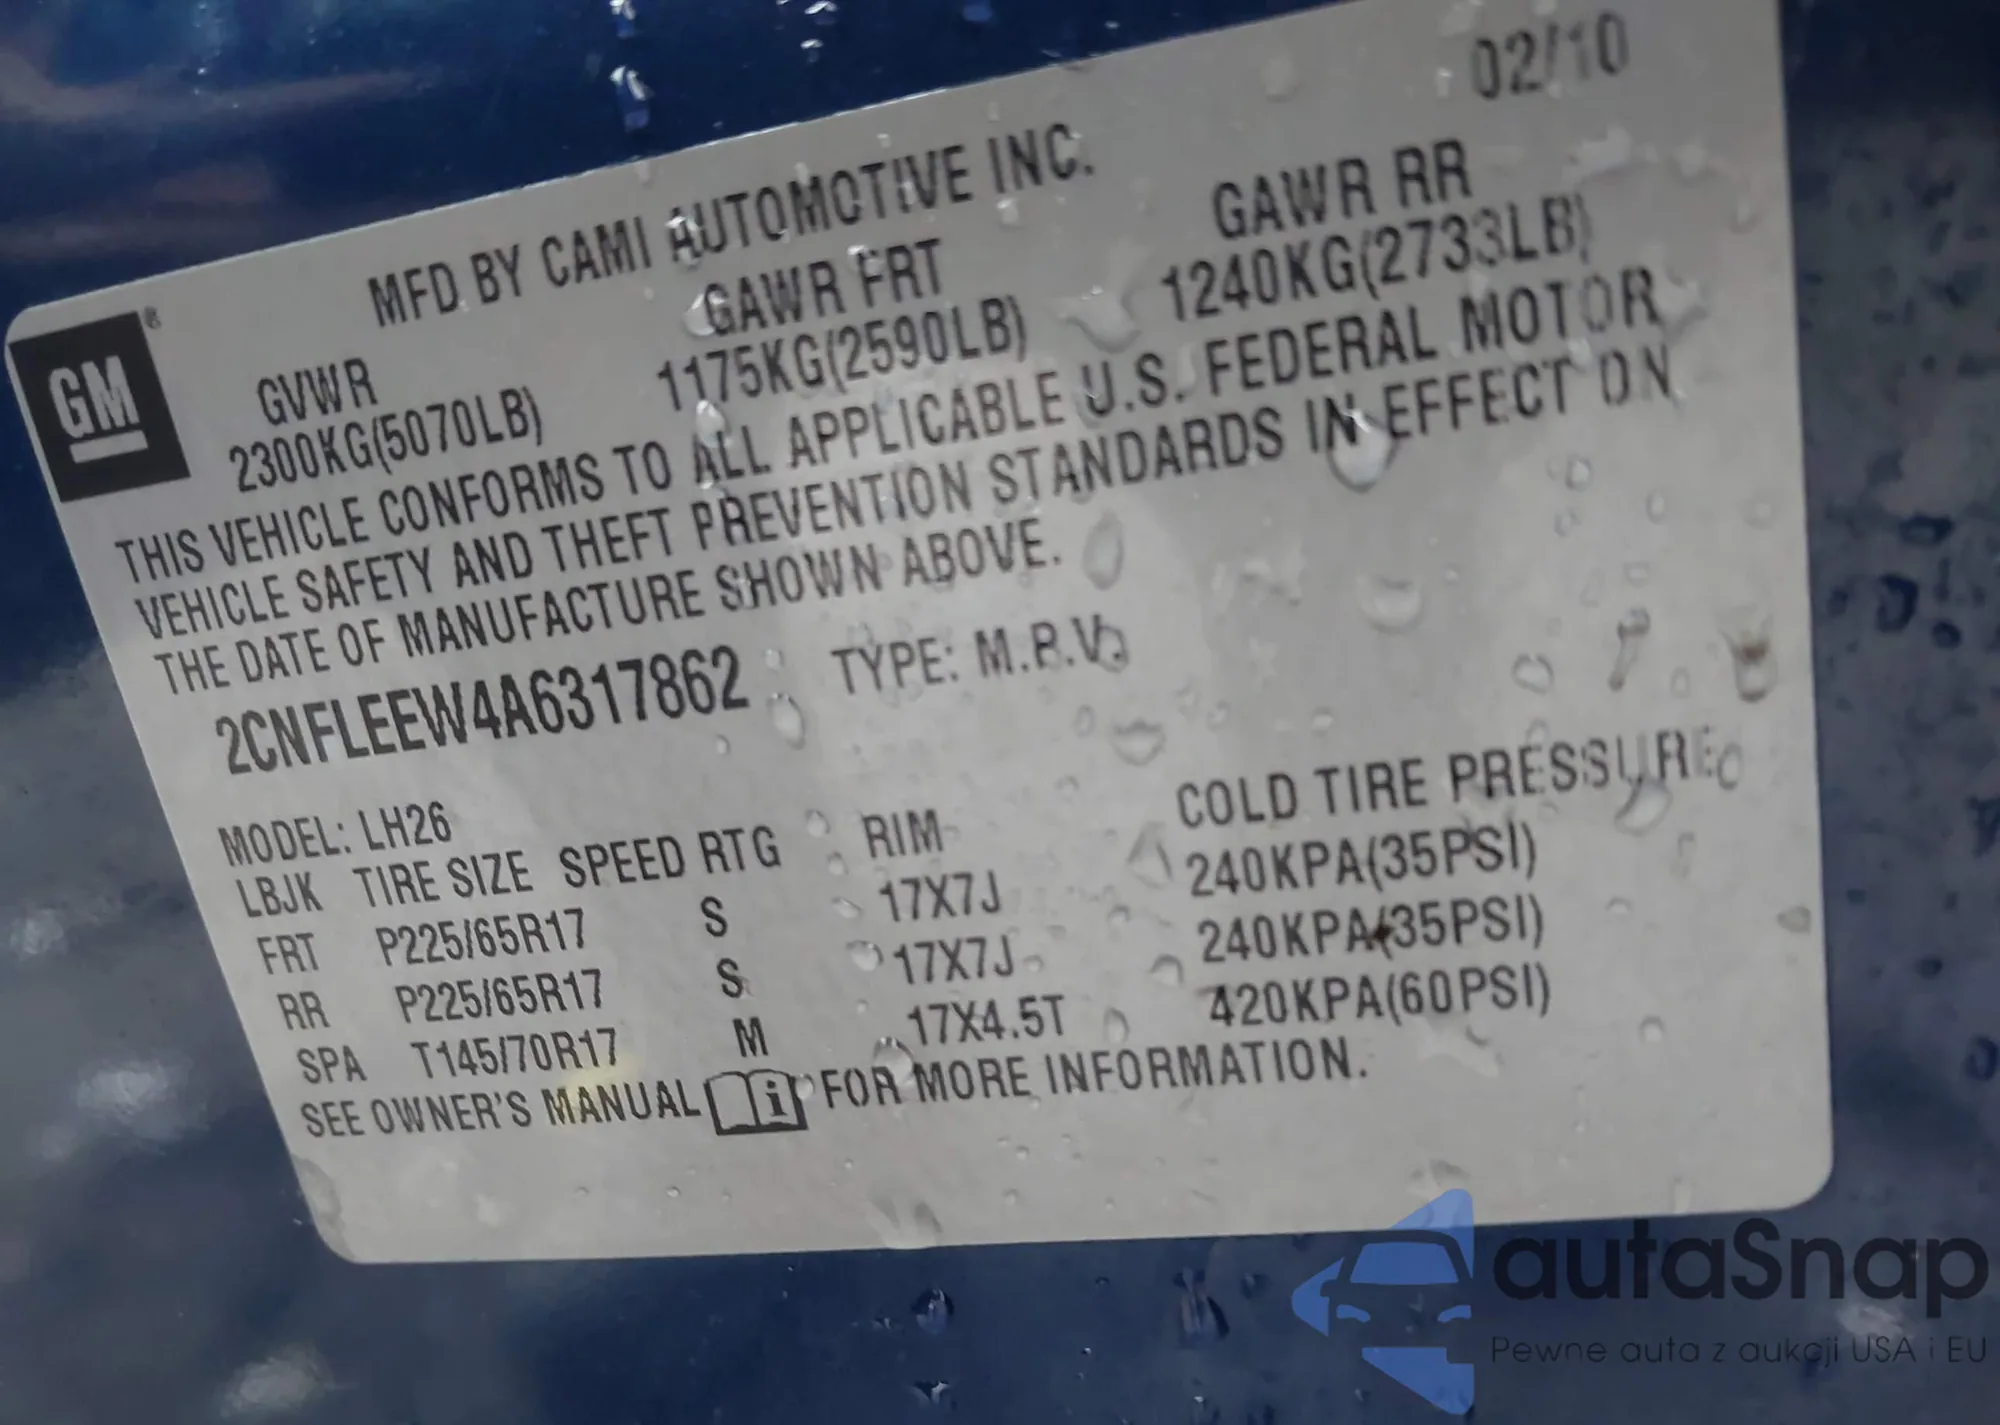 02/10
MFD BY CAMI AUTOMOTIVE INC.
GM®
GVWR GAWR FRT GAWR RR
2300KG(5070LB) 1175KG(2590LB) 1240KG(2733LB)
THIS VEHICLE CONFORMS TO ALL APPLICABLE U.S. FEDERAL MOTOR
VEHICLE SAFETY AND THEFT PREVENTION STANDARDS IN EFFECT ON
THE DATE OF MANUFACTURE SHOWN ABOVE.
2CNFLEEW4A6317862 TYPE: M.P.V.
MODEL: LH26
LBJK TIRE SIZE SPEED RTG RIM COLD TIRE PRESSURE
FRT P225/65R17 S 17X7J 240KPA(35PSI)
RR P225/65R17 S 17X7J 240KPA(35PSI)
SPA T145/70R17 M 17X4.5T 420KPA(60PSI)
SEE OWNER'S MANUAL FOR MORE INFORMATION.
autaSnap
Pewne auta z aukcji USA i EU